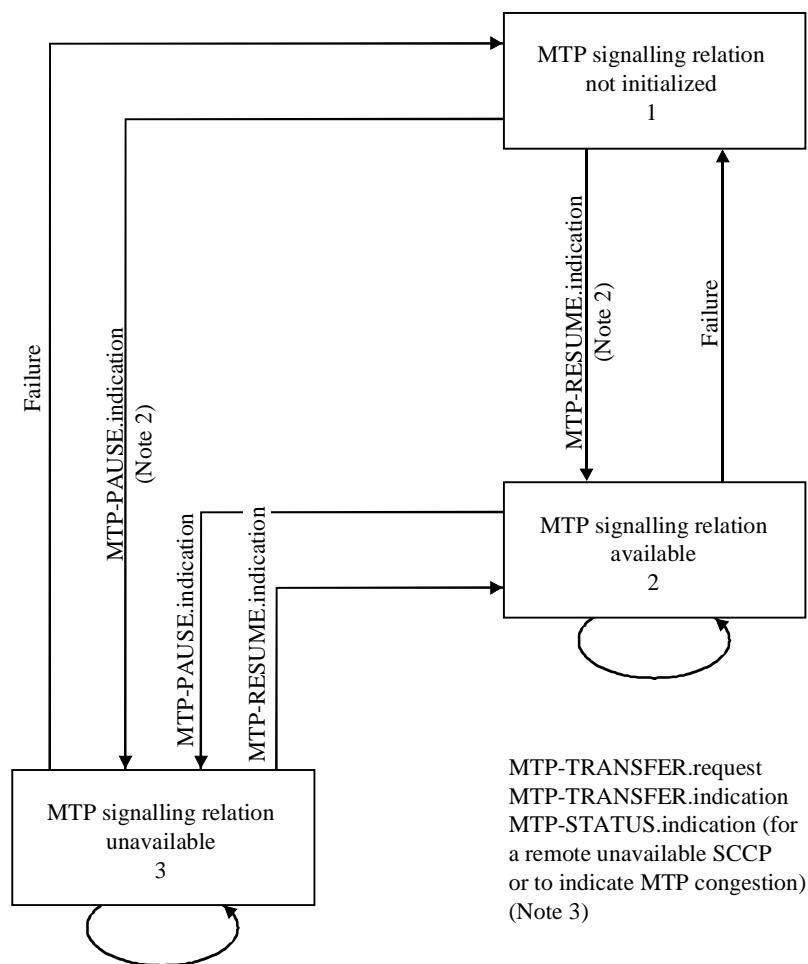 MTP signalling relation
not initialized
1
Failure
MTP-PAUSE.indication
(Note 2)
MTP-RESUME.indication
(Note 2)
Failure
MTP-PAUSE.indication
MTP-RESUME.indication
MTP signalling relation
available
2
MTP signalling relation
unavailable
3
MTP-TRANSFER.request
MTP-TRANSFER.indication
MTP-STATUS.indication (for
a remote unavailable SCCP
or to indicate MTP congestion)
(Note 3)